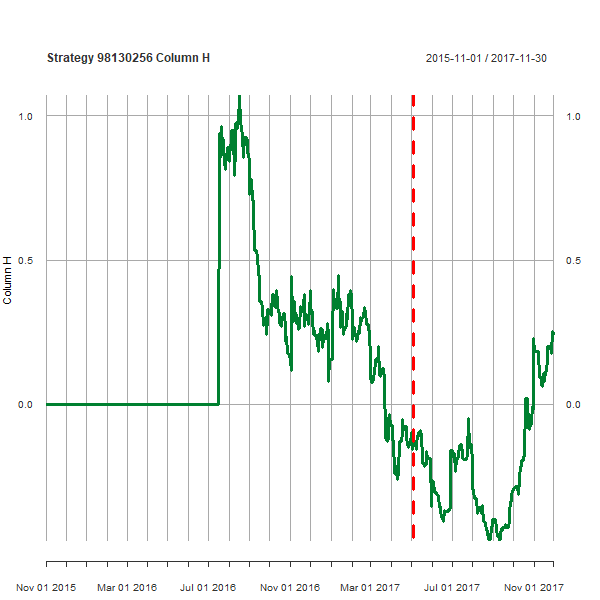 Strategy 98130256 Column H
2015-11-01 / 2017-11-30
1.0
1.0
0.5
0.5
0.0
0.0
Column H
Nov 01 2015
Mar 01 2016
Jul 01 2016
Nov 01 2016
Mar 01 2017
Jul 01 2017
Nov 01 2017